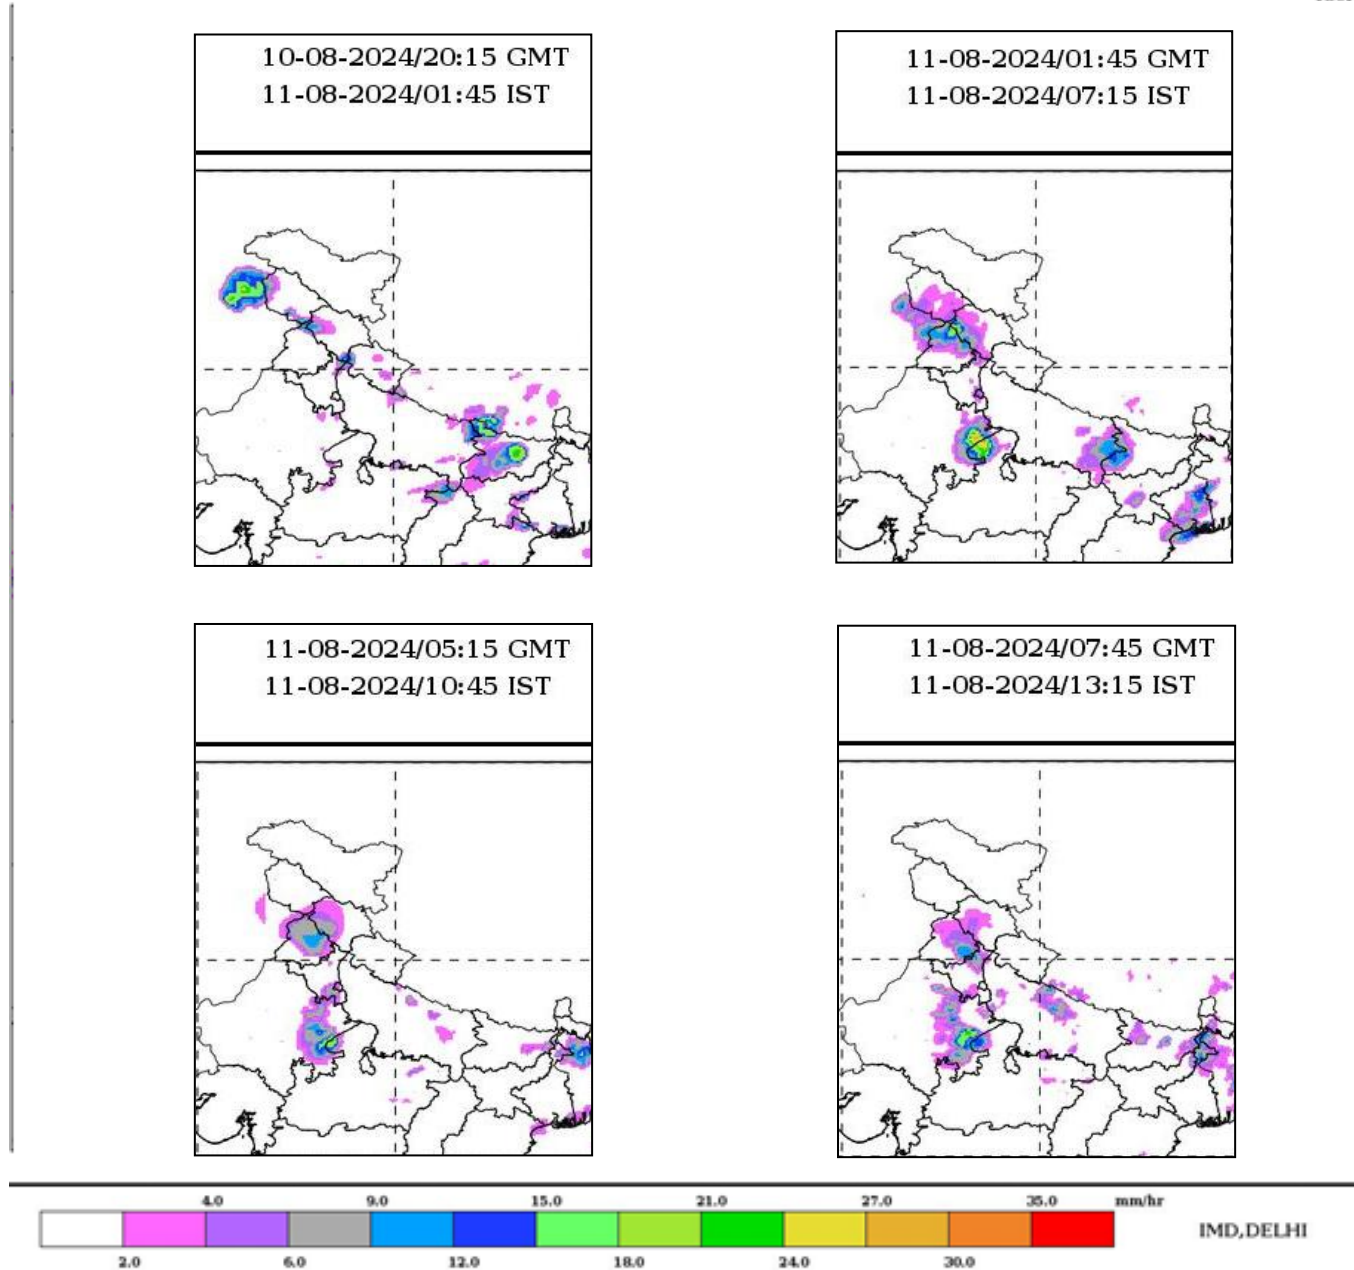 10-08-2024/20:15 GMT
11-08-2024/01:45 IST
11-08-2024/01:45 GMT
11-08-2024/07:15 IST
11-08-2024/05:15 GMT
11-08-2024/10:45 IST
11-08-2024/07:45 GMT
11-08-2024/13:15 IST
4.0 9.0 15.0 21.0 27.0 35.0 mm/hr
IMD,DELHI
2.0 6.0 12.0 18.0 24.0 30.0